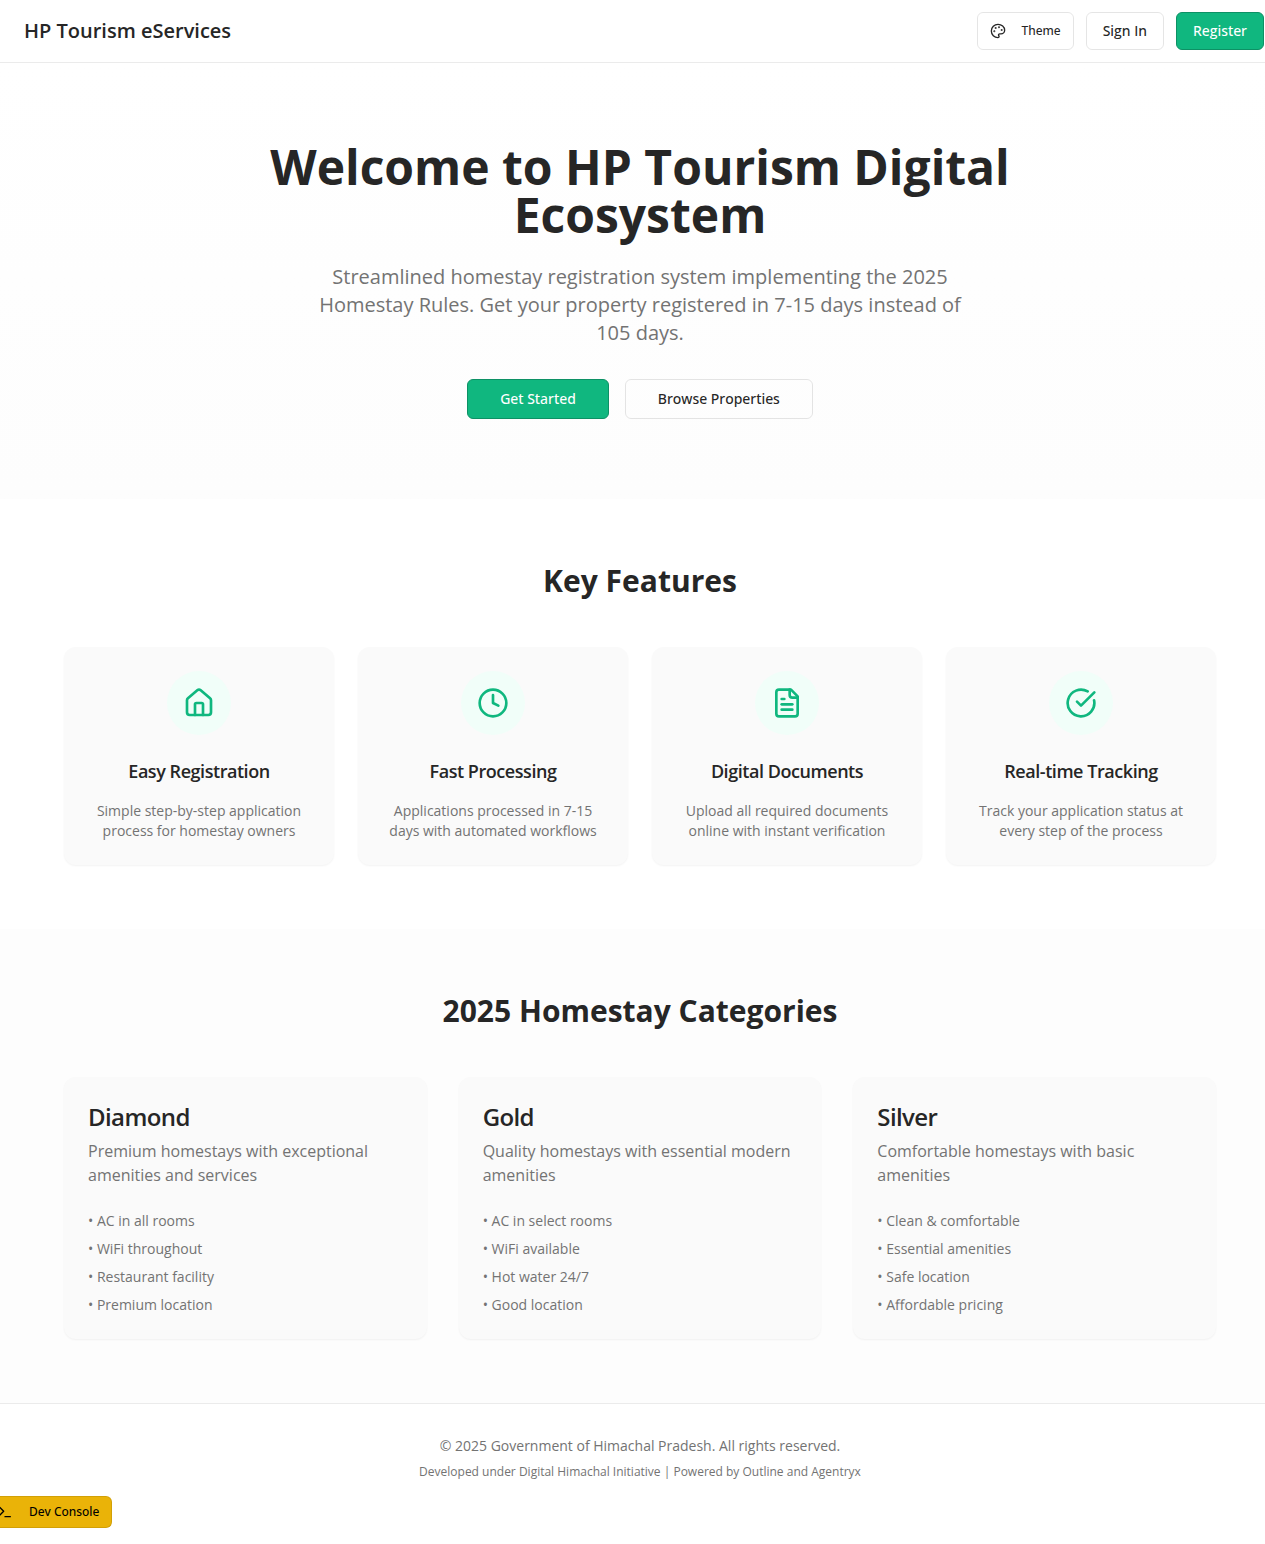 HP Tourism eServices
Theme
Sign In
Register
Welcome to HP Tourism Digital
Ecosystem
Streamlined homestay registration system implementing the 2025
Homestay Rules. Get your property registered in 7-15 days instead of
105 days.
Get Started
Browse Properties
Key Features
Easy Registration
Simple step-by-step application
process for homestay owners
Fast Processing
Applications processed in 7-15
days with automated workflows
Digital Documents
Upload all required documents
online with instant verification
Real-time Tracking
Track your application status at
every step of the process
2025 Homestay Categories
Diamond
Premium homestays with exceptional
amenities and services
• AC in all rooms
• WiFi throughout
• Restaurant facility
• Premium location
Gold
Quality homestays with essential modern
amenities
• AC in select rooms
• WiFi available
• Hot water 24/7
• Good location
Silver
Comfortable homestays with basic
amenities
• Clean & comfortable
• Essential amenities
• Safe location
• Affordable pricing
© 2025 Government of Himachal Pradesh. All rights reserved.
Developed under Digital Himachal Initiative | Powered by Outline and Agentryx
Dev Console